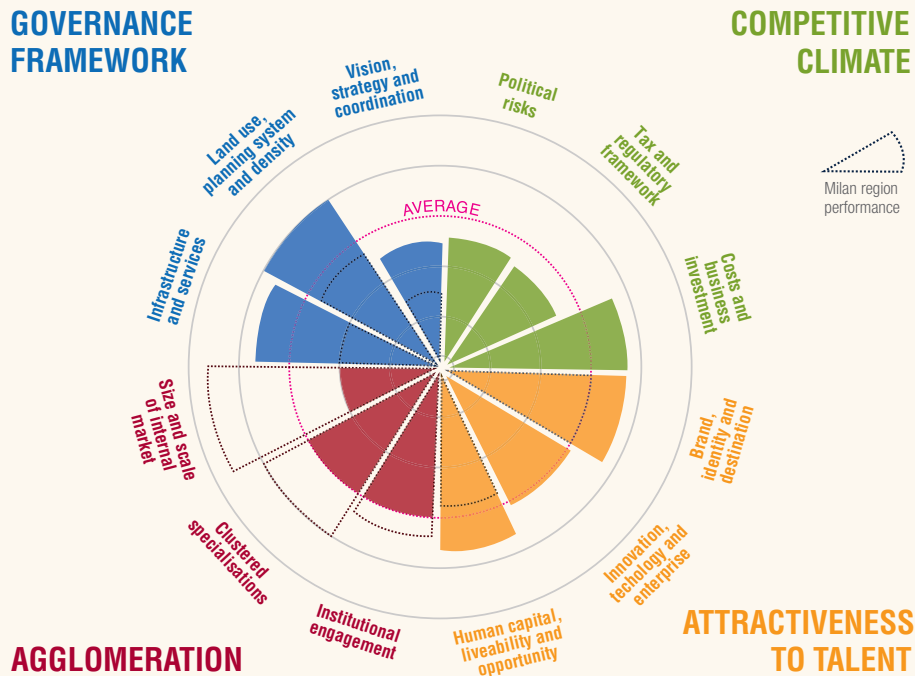 GOVERNANCE
FRAMEWORK
COMPETITIVE
CLIMATE
Vision,
strategy and
coordination
Political
risks
Land use,
planning system
and density
Tax and
regulatory
framework
Milan region
performance
AVERAGE
Infrastructure
and services
Costs and
business
investment
Size and scale
of internal
market
Brand,
identity and
destination
Clustered
specialisations
Innovation,
techology and
enterprise
Institutional
engagement
Human capital,
liveability and
opportunity
AGGLOMERATION
ATTRACTIVENESS
TO TALENT